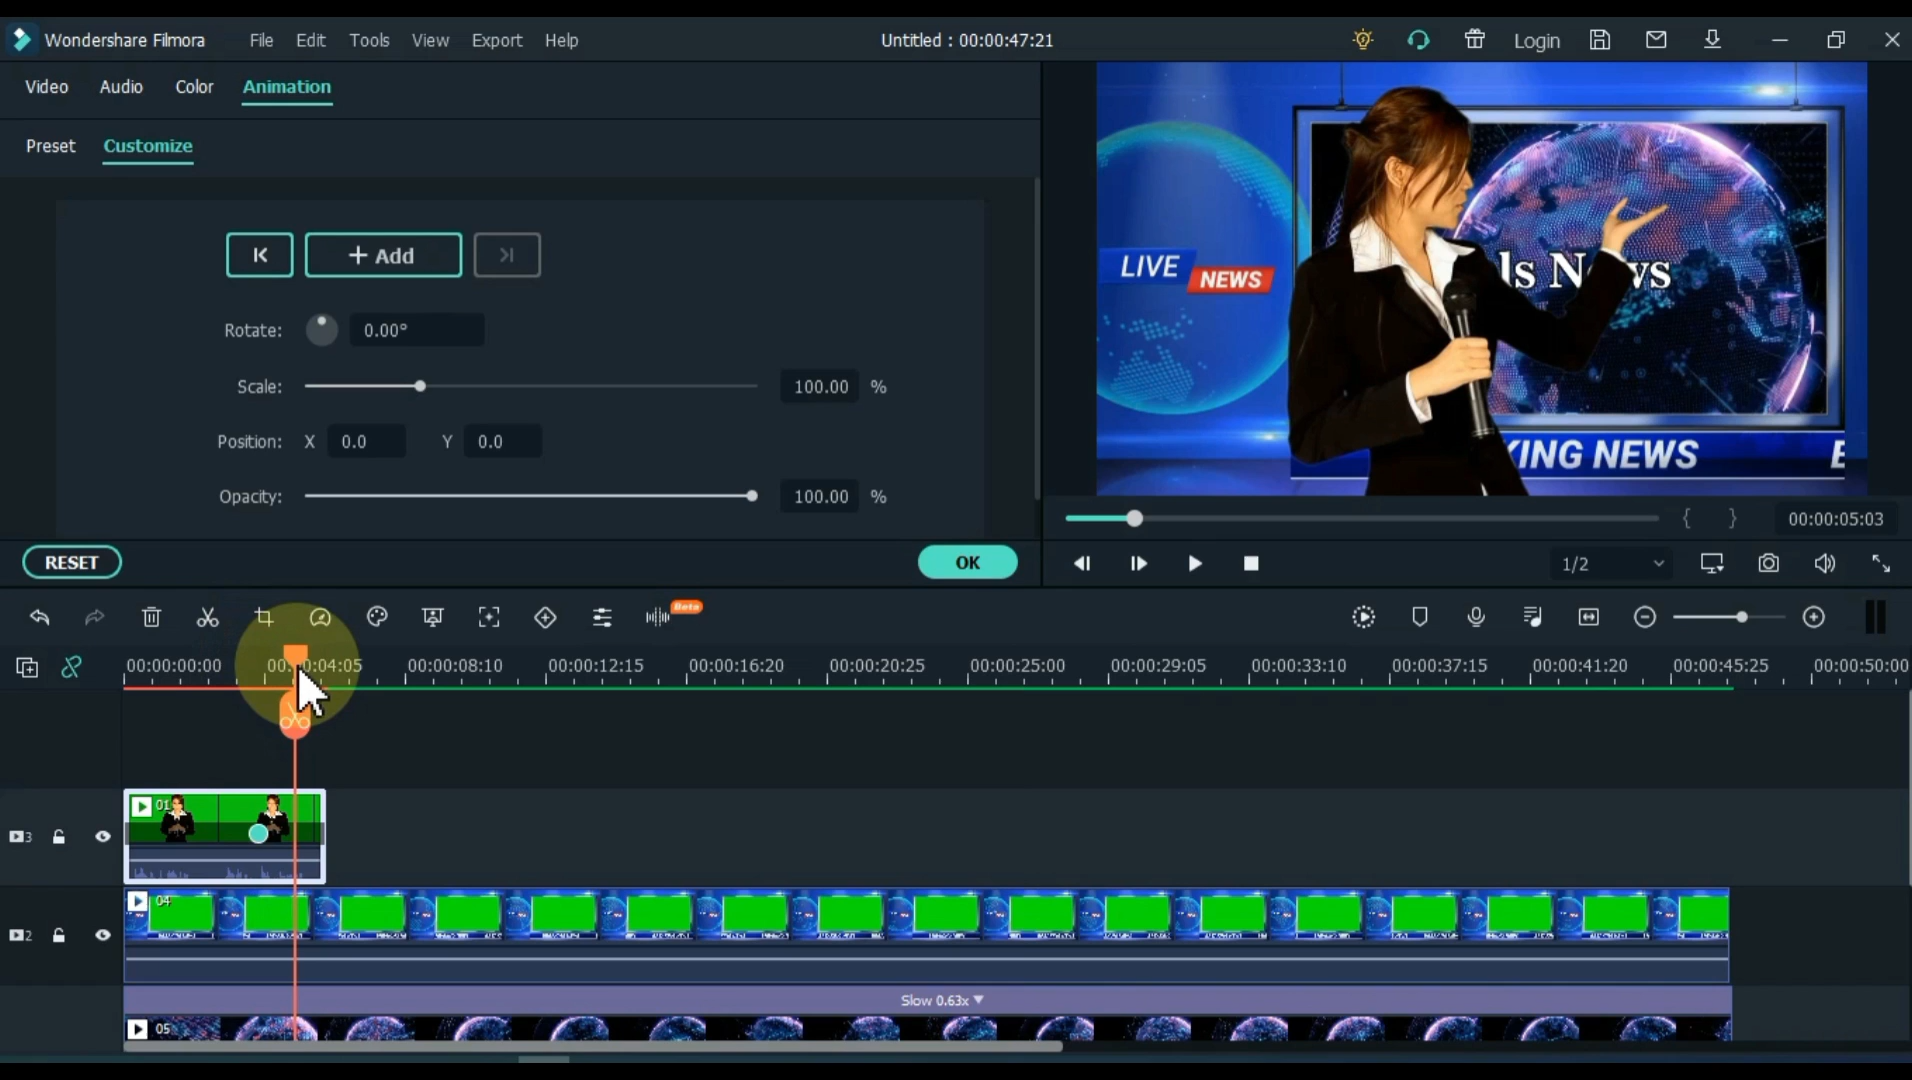 Wondershare Filmora File Edit Tools View Export Help Untitled : 00:00:47:21 Login
Video Audio Color Animation
Preset Customize
+ Add
Rotate: 0.00°
Scale: 100.00 %
Position: X 0.0 Y 0.0
Opacity: 100.00 %
RESET OK
LIVE NEWS
ls News
KING NEWS
{ } 00:00:05:03
1/2
Beta
00:00:00:00 00:00:04:05 00:00:08:10 00:00:12:15 00:00:16:20 00:00:20:25 00:00:25:00 00:00:29:05 00:00:33:10 00:00:37:15 00:00:41:20 00:00:45:25 00:00:50:00
3 01
2 04
Slow 0.63x
05